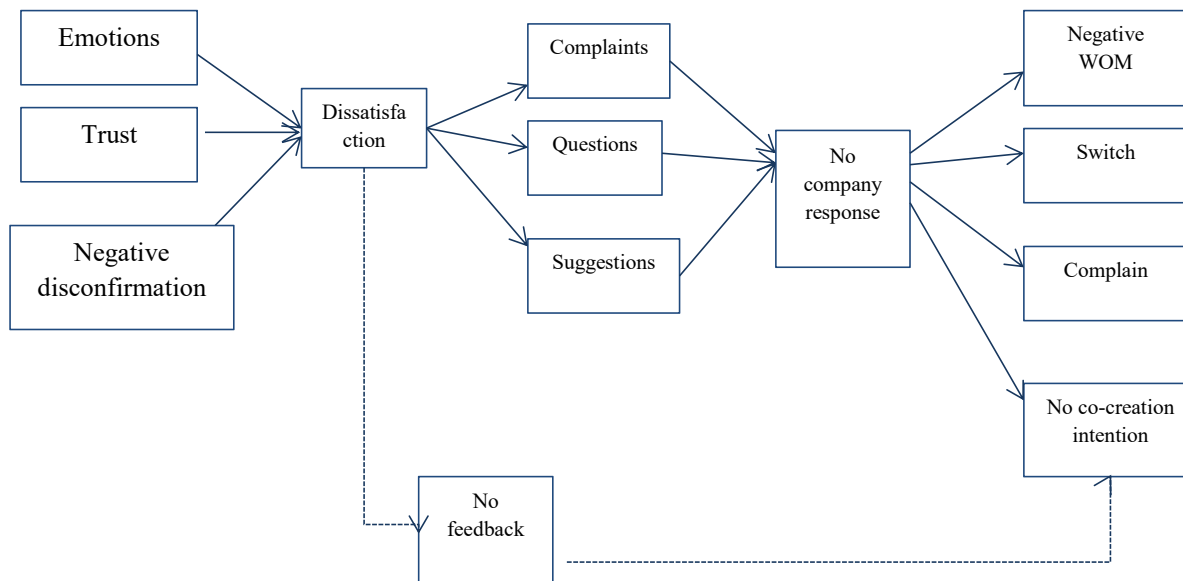 Emotions
Trust
Negative
disconfirmation
Dissatisfa
ction
Complaints
Questions
Suggestions
No
company
response
Negative
WOM
Switch
Complain
No co-creation
intention
No
feedback